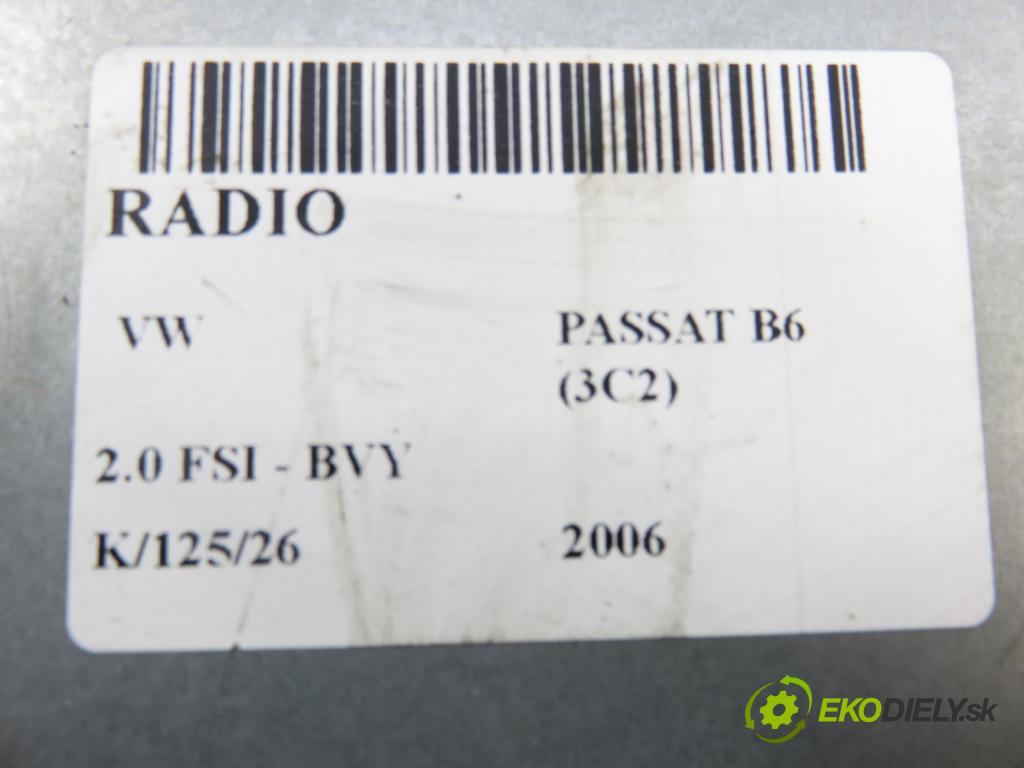 RADIO
VW PASSAT B6
(3C2)
2.0 FSI - BVY
K/125/26 2006
EKODIELY.sk